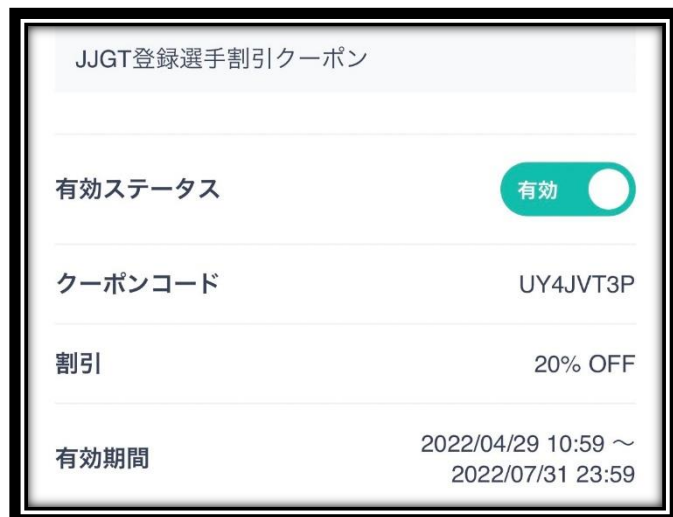 JJGT登録選手割引クーポン
有効ステータス
有効
クーポンコード
UY4JVT3P
割引
20% OFF
有効期間
2022/04/29 10:59 ～
2022/07/31 23:59